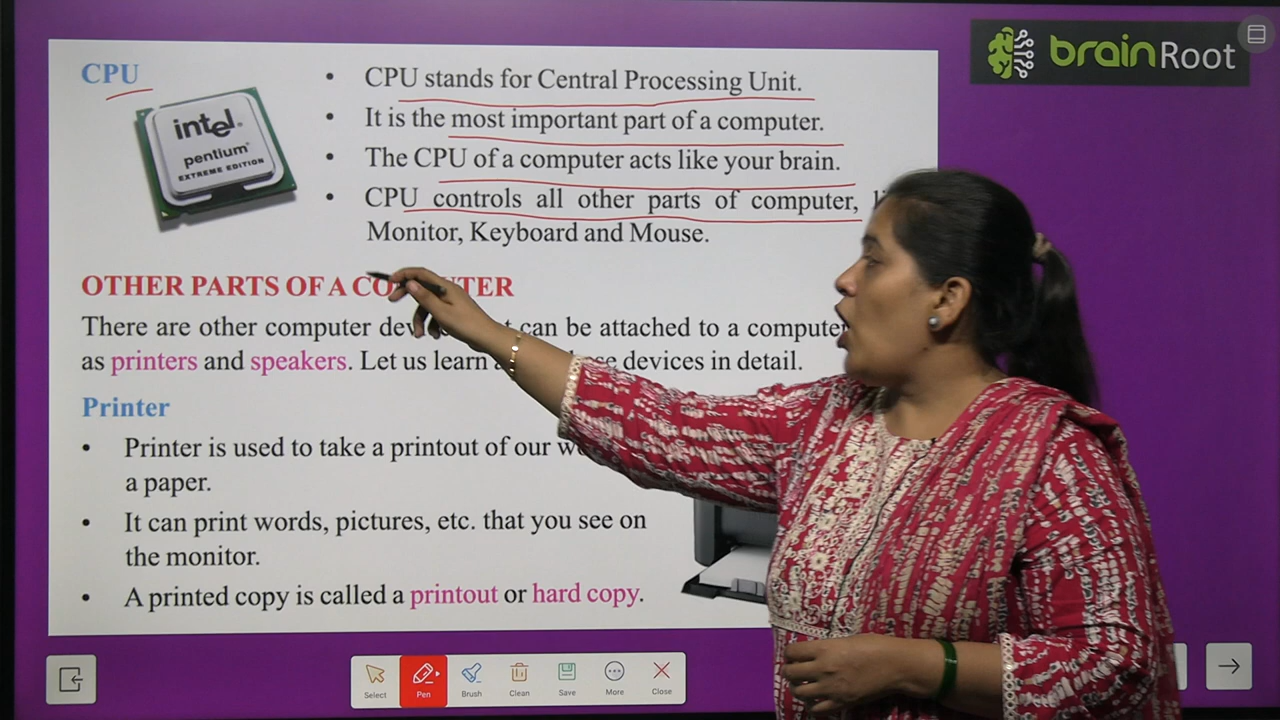 brainRoot
CPU
intel
pentium
EXTREME EDITION
• CPU stands for Central Processing Unit.
• It is the most important part of a computer.
• The CPU of a computer acts like your brain.
• CPU controls all other parts of computer,
Monitor, Keyboard and Mouse.
OTHER PARTS OF A
There are other computer can be attached to a computer
as printers and speakers. Let us learn devices in detail.
Printer
• Printer is used to take a printout of our
a paper.
• It can print words, pictures, etc. that you see on
the monitor.
• A printed copy is called a printout or hard copy.
Select Pen Brush Clean Save More Close